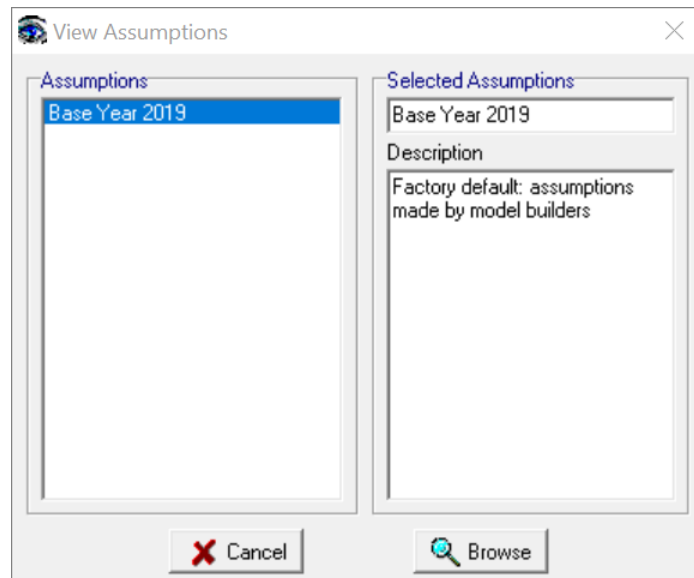 View Assumptions
Assumptions
Base Year 2019
Selected Assumptions
Base Year 2019
Description
Factory default: assumptions
made by model builders
Cancel
Browse